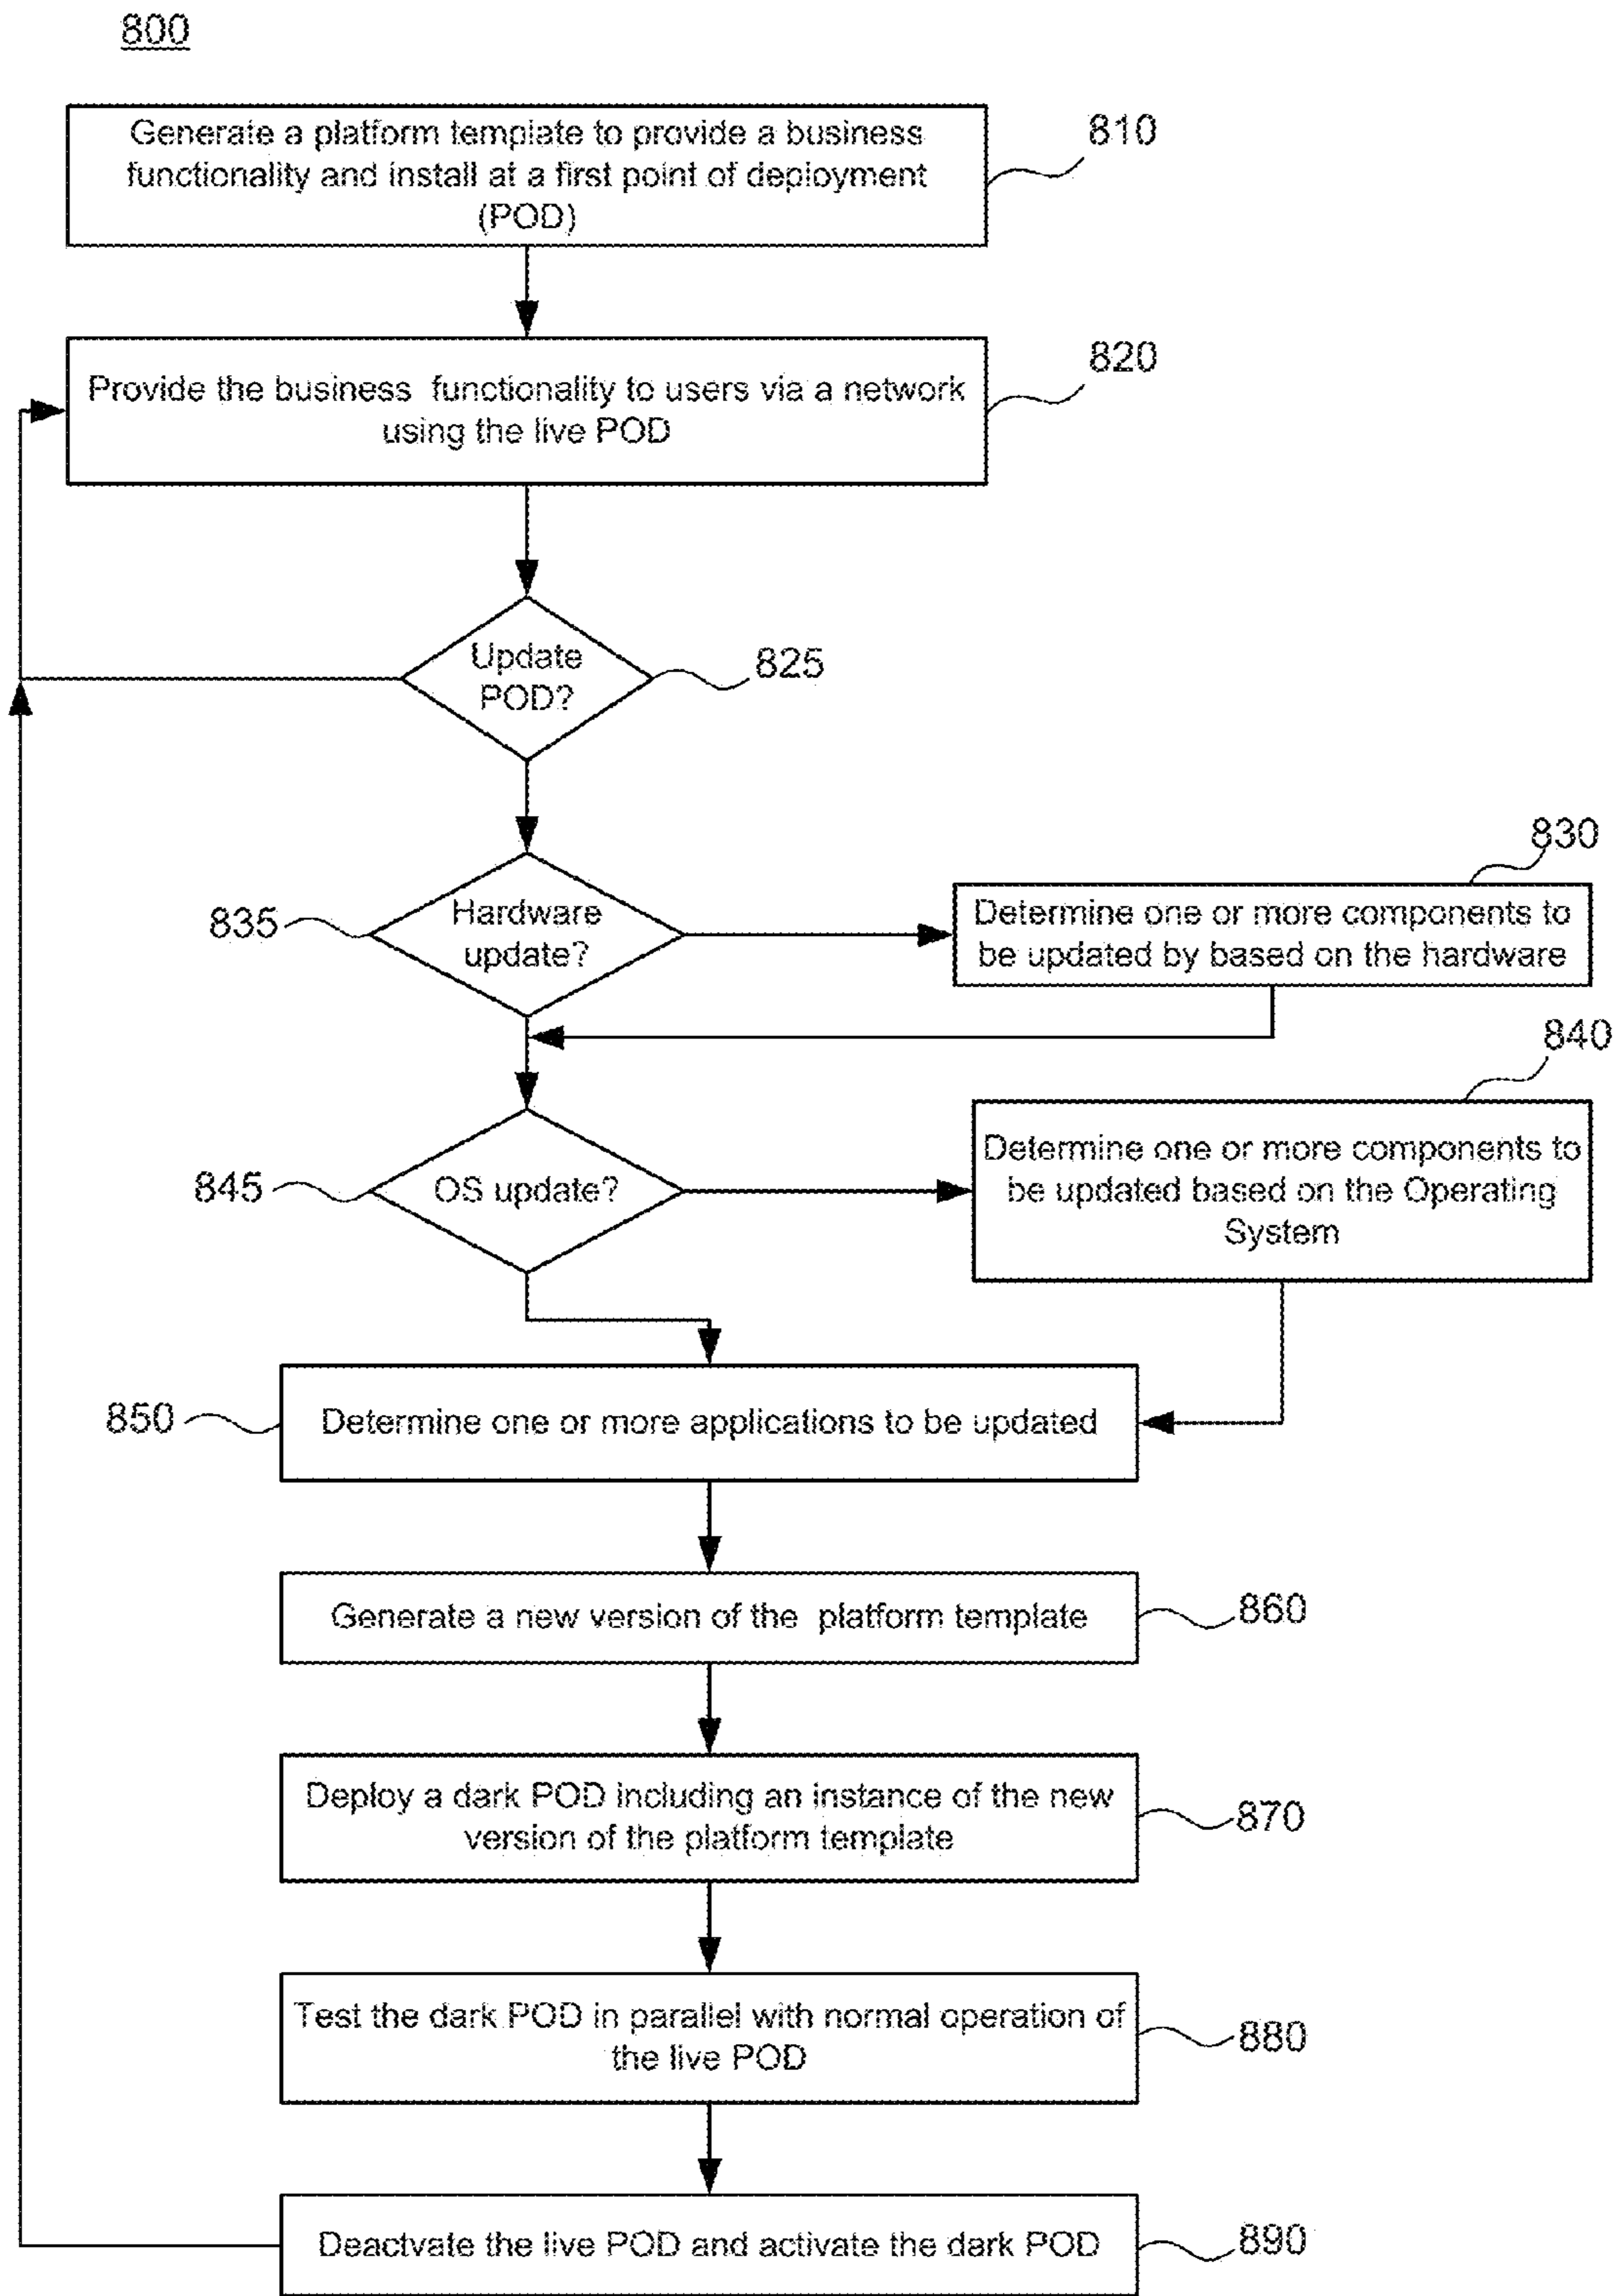 800
Generate a platform template to provide a business
functionality and install at a first point of deployment
(POD)
810
Provide the business functionality to users via a network
using the live POD
820
Update
POD?
825
835
Hardware
update?
830
Determine one or more components to
be updated by based on the hardware
840
845
OS update?
Determine one or more components to
be updated based on the Operating
System
850
Determine one or more applications to be updated
Generate a new version of the platform template
860
Deploy a dark POD including an instance of the new
version of the platform template
870
Test the dark POD in parallel with normal operation of
the live POD
880
Deactvate the live POD and activate the dark POD
890